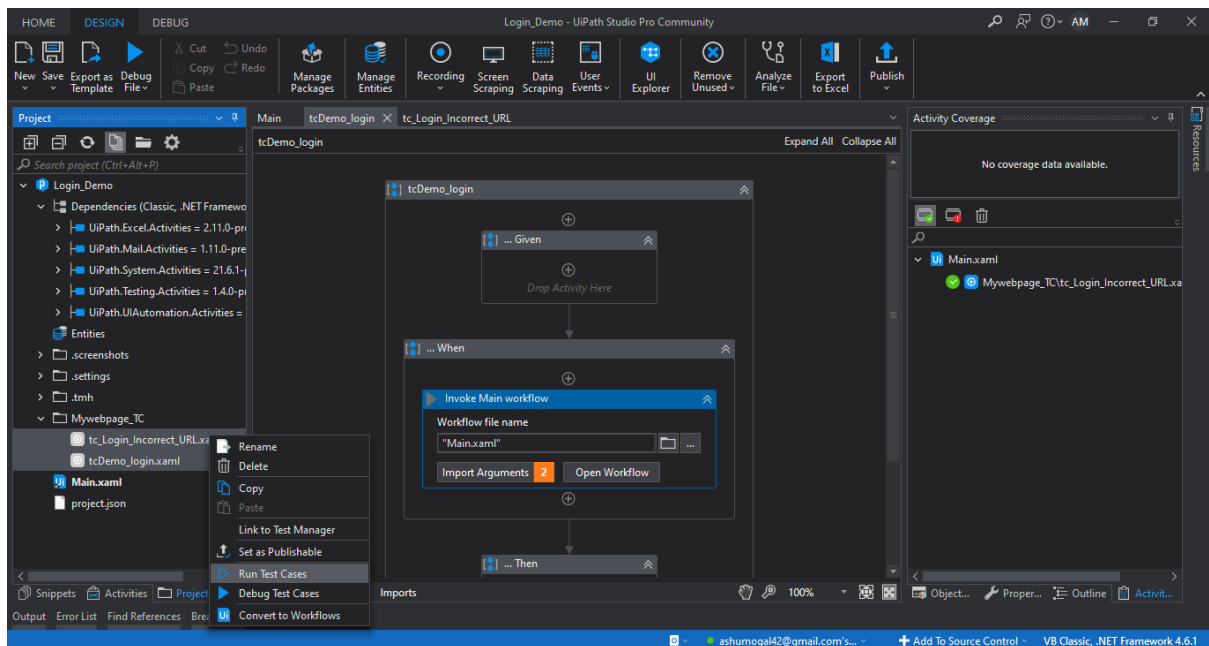 HOME DESIGN DEBUG Login_Demo - UiPath Studio Pro Community AM
New Save Export as Template Debug File Cut Copy Paste Undo Redo Manage Packages Manage Entities Recording Screen Scraping Data Scraping User Events UI Explorer Remove Unused Analyze File Export to Excel Publish
Project
Search project (Ctrl+Alt+P)
Login_Demo
Dependencies (Classic, .NET Framewo
UiPath.Excel.Activities = 2.11.0-pr
UiPath.Mail.Activities = 1.11.0-pre
UiPath.System.Activities = 21.6.1-
UiPath.Testing.Activities = 1.4.0-p
UiPath.UIAutomation.Activities =
Entities
.screenshots
.settings
.tmh
Mywebpage_TC
tc_Login_Incorrect_URL.xa
tcDemo_login.xaml
Main.xaml
project.json
Rename
Delete
Copy
Paste
Link to Test Manager
Set as Publishable
Run Test Cases
Debug Test Cases
Convert to Workflows
Main tcDemo_login tc_Login_Incorrect_URL
tcDemo_login Expand All Collapse All
tcDemo_login
... Given
Drop Activity Here
... When
Invoke Main workflow
Workflow file name
"Main.xaml" ...
Import Arguments 2 Open Workflow
... Then
Imports 100%
Activity Coverage
No coverage data available.
Main.xaml
Mywebpage_TC\tc_Login_Incorrect_URL.xa
Resources
Snippets Activities Project
Object... Proper... Outline Activit...
Output Error List Find References Brea
ashumogal42@gmail.com's... Add To Source Control VB Classic, .NET Framework 4.6.1